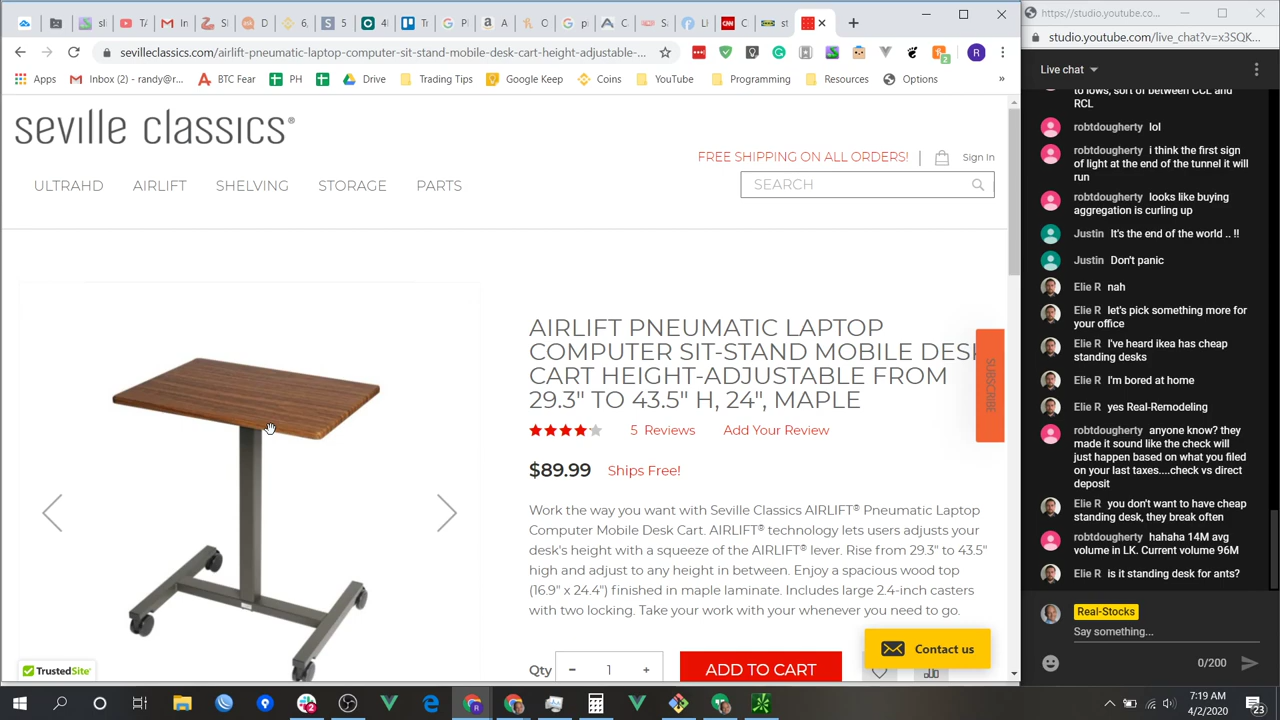 TA
sl
T/
A
6.
5
4(
T
P
A
O
P
C
Se
Li
C
st
https://studio.youtube.com/...
sevilleclassics.com/airlift-pneumatic-laptop-computer-sit-stand-mobile-desk-cart-height-adjustable-...
studio.youtube.com/live_chat?v=x3SQK...
Apps
Inbox (2) - randy@r...
BTC Fear
PH
Drive
Trading Tips
Google Keep
Coins
YouTube
Programming
Resources
Options
»
seville classics®
FREE SHIPPING ON ALL ORDERS! | Sign In
ULTRAHD AIRLIFT SHELVING STORAGE PARTS
SEARCH
AIRLIFT PNEUMATIC LAPTOP
COMPUTER SIT-STAND MOBILE DESK
CART HEIGHT-ADJUSTABLE FROM
29.3" TO 43.5" H, 24", MAPLE
5 Reviews Add Your Review
$89.99 Ships Free!
Work the way you want with Seville Classics AIRLIFT® Pneumatic Laptop
Computer Mobile Desk Cart. AIRLIFT® technology lets users adjusts your
desk's height with a squeeze of the AIRLIFT® lever. Rise from 29.3" to 43.5"
high and adjust to any height in between. Enjoy a spacious wood top
(16.9" x 24.4") finished in maple laminate. Includes large 2.4-inch casters
with two locking. Take your work with your whenever you need to go.
Qty - 1 + ADD TO CART
SUBSCRIBE
Contact us
TrustedSite
Live chat
to lows, sort of between CCL and
RCL
robtdougherty lol
robtdougherty i think the first sign
of light at the end of the tunnel it will
run
robtdougherty looks like buying
aggregation is curling up
Justin It's the end of the world .. !!
Justin Don't panic
Elie R nah
Elie R let's pick something more for
your office
Elie R I've heard ikea has cheap
standing desks
Elie R I'm bored at home
Elie R yes Real-Remodeling
robtdougherty anyone know? they
made it sound like the check will
just happen based on what you filed
on your last taxes....check vs direct
deposit
Elie R you don't want to have cheap
standing desk, they break often
robtdougherty hahaha 14M avg
volume in LK. Current volume 96M
Elie R is it standing desk for ants?
Real-Stocks
Say something...
0/200
7:19 AM
4/2/2020
23